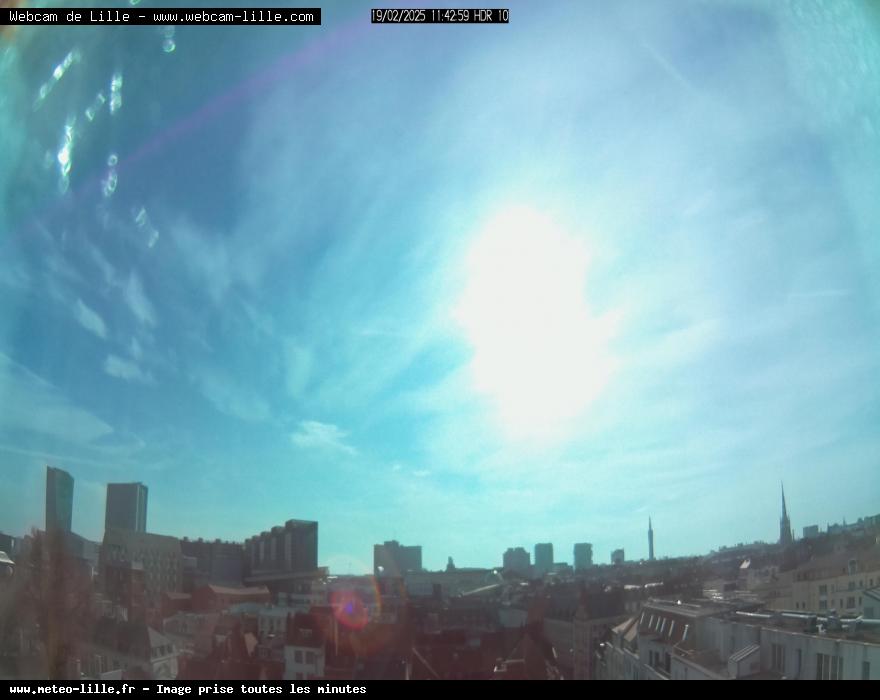 Webcam de Lille - www.webcam-lille.com
19/02/2025 11:42:59 HDR 10
www.meteo-lille.fr - Image prise toutes les minutes